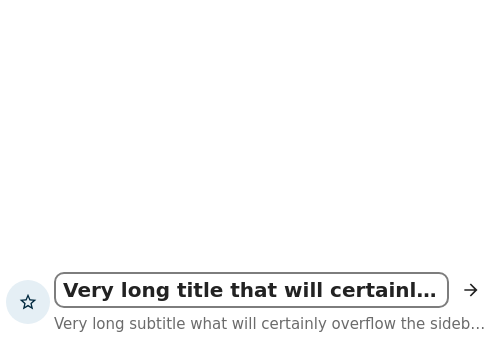 Very long title that will certainl…
Very long subtitle what will certainly overflow the sideb…